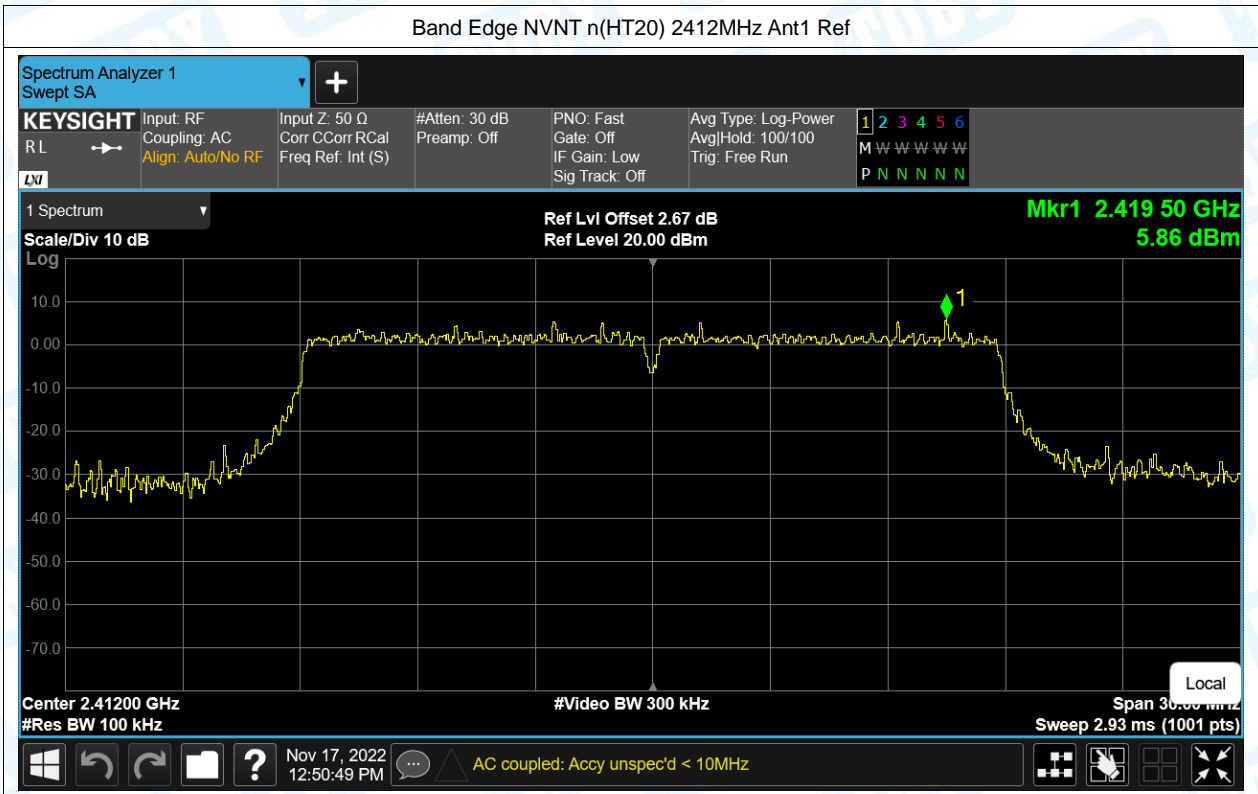 Band Edge NVNT n(HT20) 2412MHz Ant1 Ref
Spectrum Analyzer 1
Swept SA
+
KEYSIGHT
R L
LXI
Input: RF
Coupling: AC
Align: Auto/No RF
Input Z: 50 Ω
Corr CCorr RCal
Freq Ref: Int (S)
#Atten: 30 dB
Preamp: Off
PNO: Fast
Gate: Off
IF Gain: Low
Sig Track: Off
Avg Type: Log-Power
Avg|Hold: 100/100
Trig: Free Run
1 2 3 4 5 6
M W W W W W W
P N N N N N N
1 Spectrum
Scale/Div 10 dB
Log
Ref Lvl Offset 2.67 dB
Ref Level 20.00 dBm
Mkr1 2.419 50 GHz
5.86 dBm
1
10.0
0.00
-10.0
-20.0
-30.0
-40.0
-50.0
-60.0
-70.0
Local
Center 2.41200 GHz
#Res BW 100 kHz
#Video BW 300 kHz
Span 30.00 MHz
Sweep 2.93 ms (1001 pts)
?
Nov 17, 2022
12:50:49 PM
AC coupled: Accy unspec'd < 10MHz